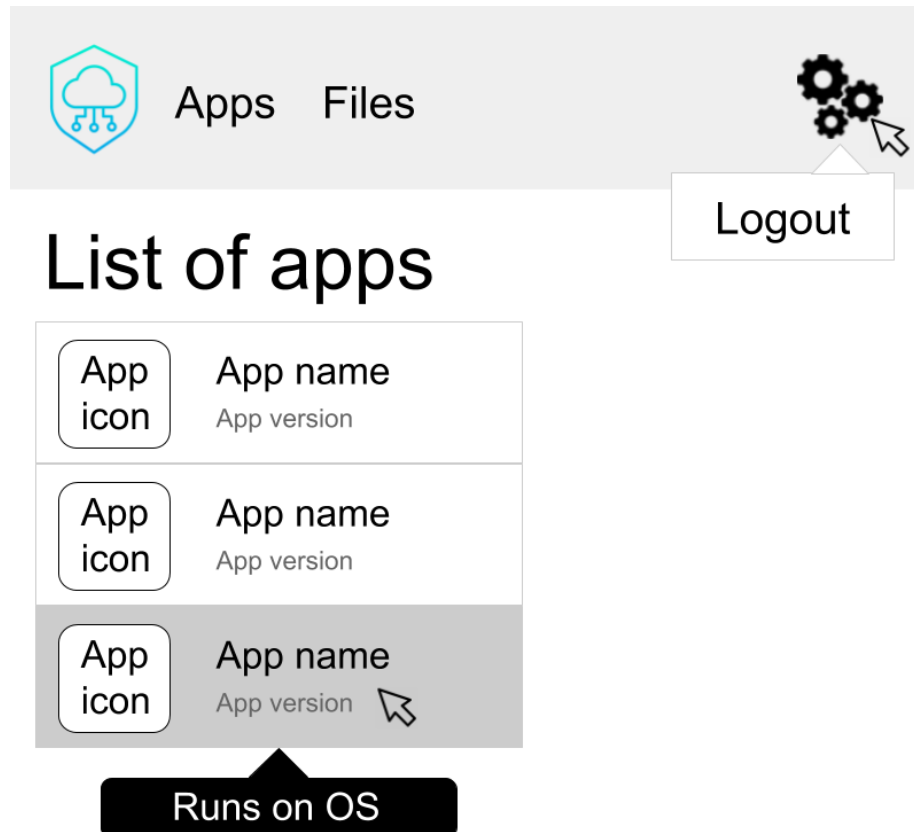 Apps Files
Logout
List of apps
App
icon
App name
App version
App
icon
App name
App version
App
icon
App name
App version
Runs on OS